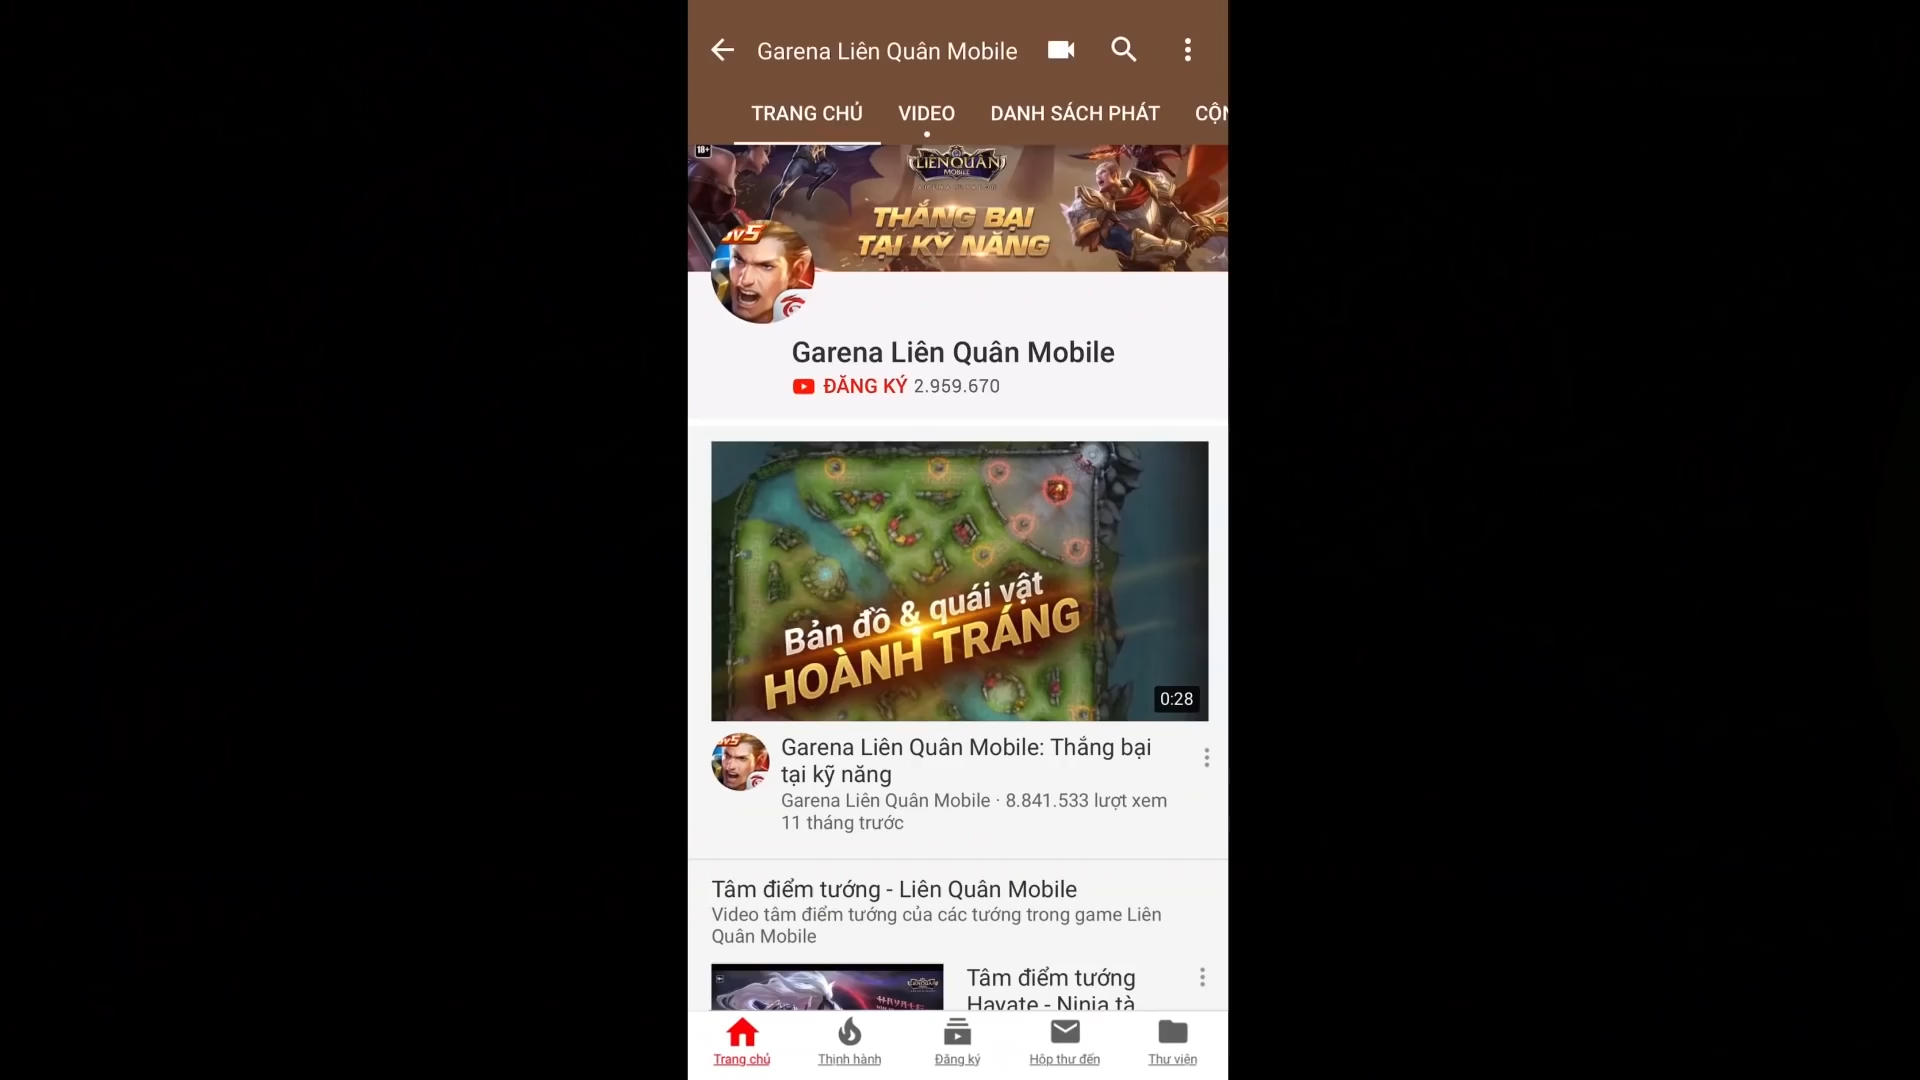 Garena Liên Quân Mobile
TRANG CHỦ VIDEO DANH SÁCH PHÁT
18+
LIÊN QUÂN
MOBILE
THẮNG BẠI
TẠI KỸ NĂNG
5v5
Garena Liên Quân Mobile
ĐĂNG KÝ 2.959.670
Bản đồ & quái vật
HOÀNH TRÁNG
0:28
Garena Liên Quân Mobile: Thắng bại
tại kỹ năng
Garena Liên Quân Mobile · 8.841.533 lượt xem
11 tháng trước
Tâm điểm tướng - Liên Quân Mobile
Video tâm điểm tướng của các tướng trong game Liên
Quân Mobile
Tâm điểm tướng
Hayate - Ninja tà
Trang chủ Thịnh hành Đăng ký Hộp thư đến Thư viện